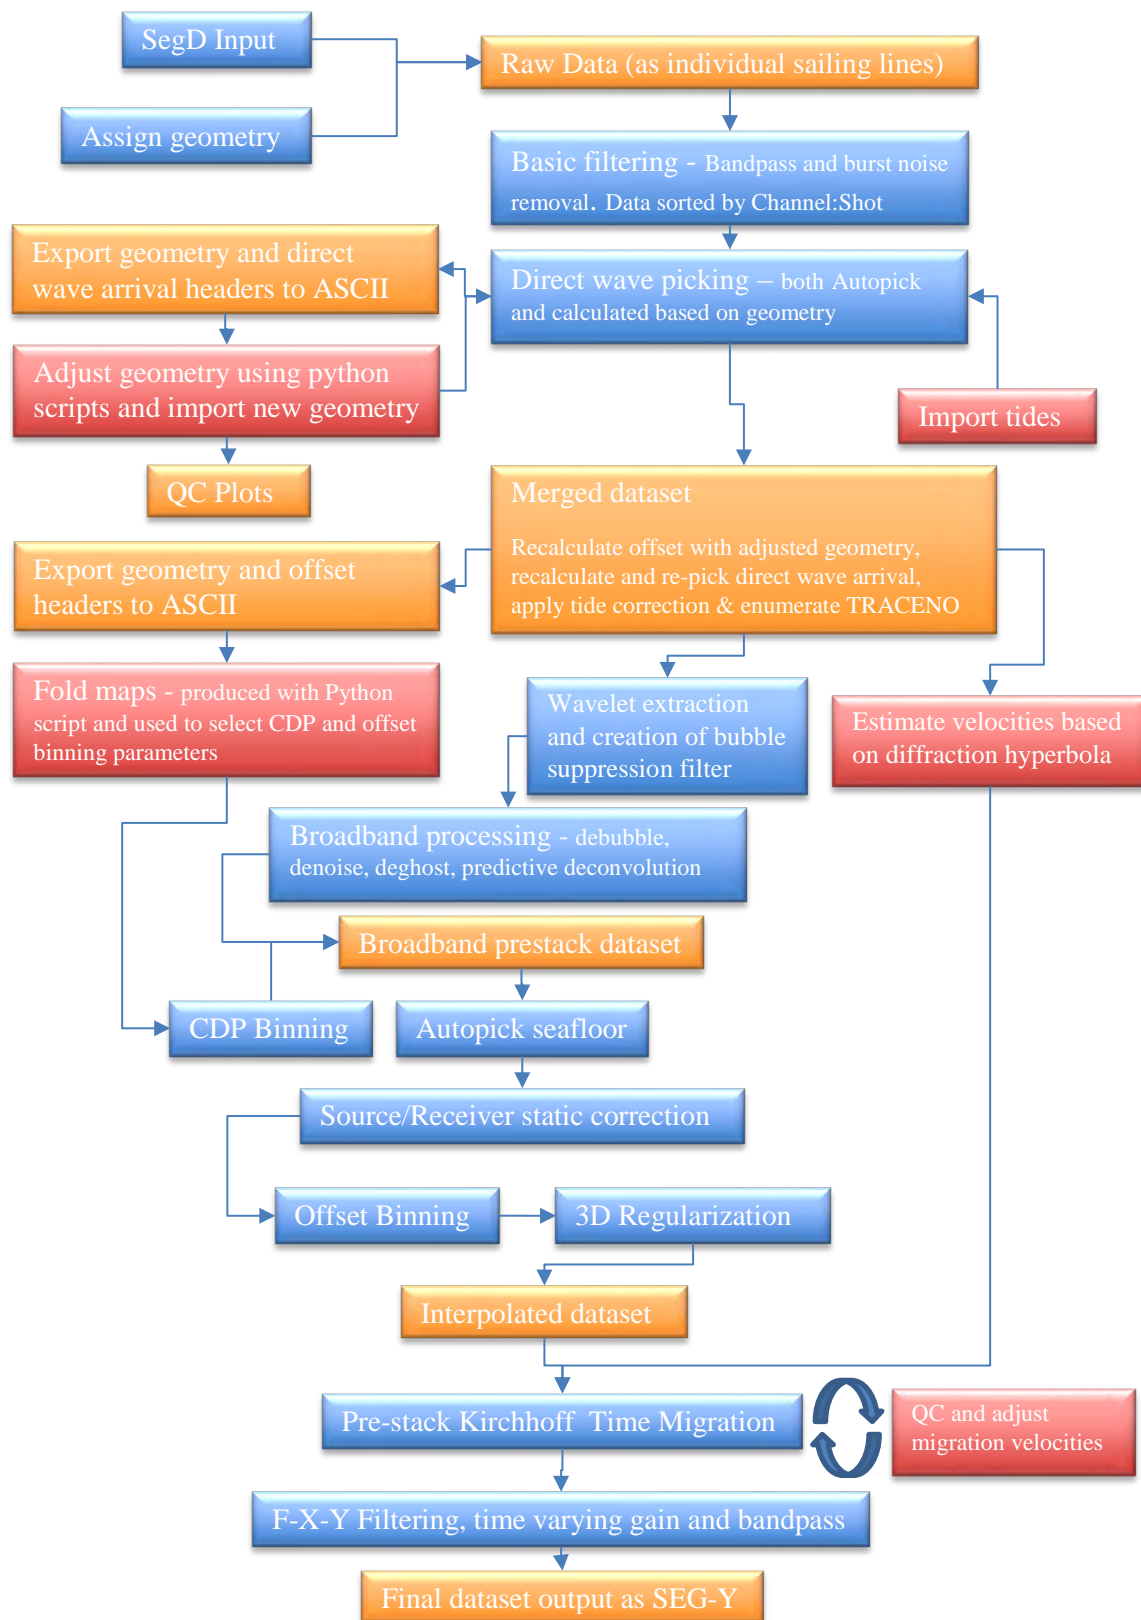 SegD Input
Raw Data (as individual sailing lines)
Assign geometry
Basic filtering - Bandpass and burst noise
removal. Data sorted by Channel:Shot
Export geometry and direct
wave arrival headers to ASCII
Direct wave picking – both Autopick
and calculated based on geometry
Adjust geometry using python
scripts and import new geometry
Import tides
QC Plots
Merged dataset
Recalculate offset with adjusted geometry,
recalculate and re-pick direct wave arrival,
apply tide correction & enumerate TRACENO
Export geometry and offset
headers to ASCII
Fold maps - produced with Python
script and used to select CDP and offset
binning parameters
Wavelet extraction
and creation of bubble
suppression filter
Estimate velocities based
on diffraction hyperbola
Broadband processing - debubble,
denoise, deghost, predictive deconvolution
Broadband prestack dataset
CDP Binning
Autopick seafloor
Source/Receiver static correction
Offset Binning
3D Regularization
Interpolated dataset
Pre-stack Kirchhoff  Time Migration
QC and adjust
migration velocities
F-X-Y Filtering, time varying gain and bandpass
Final dataset output as SEG-Y